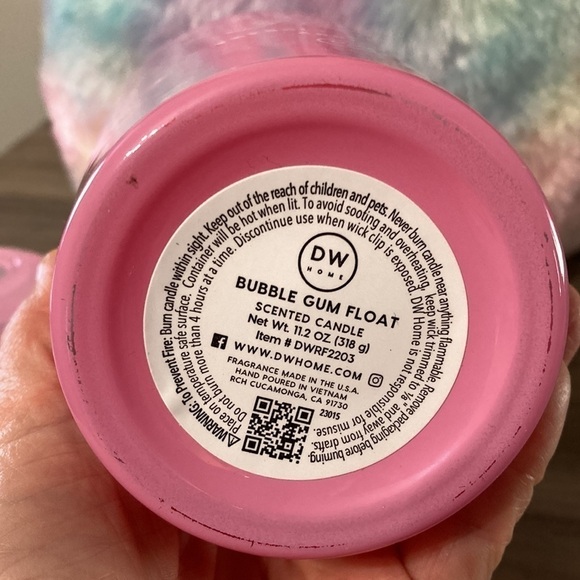 DW
HOME
BUBBLE GUM FLOAT
SCENTED CANDLE
Net Wt. 11.2 OZ (318 g)
Item # DWRF2203
WWW.DWHOME.COM
FRAGRANCE MADE IN THE U.S.A.
HAND POURED IN VIETNAM
RCH CUCAMONGA, CA 91730
23015
⚠WARNING: To Prevent Fire: Burn candle within sight. Keep out of the reach of children and pets. Never burn candle near anything flammable. Remove packaging before burning.
Place on temperature safe surface. Container will be hot when lit. To avoid sooting and overheating, keep wick trimmed to ⅛" and away from drafts.
Do not burn more than 4 hours at a time. Discontinue use when wick clip is exposed. DW Home is not responsible for misuse.